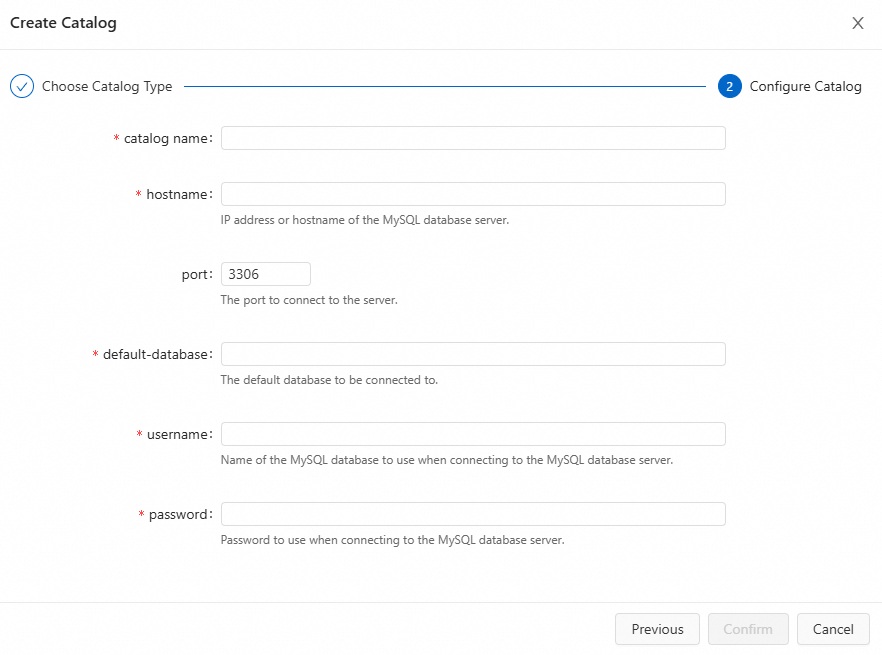 Create Catalog
Choose Catalog Type
2 Configure Catalog
* catalog name:
* hostname:
IP address or hostname of the MySQL database server.
port: 3306
The port to connect to the server.
* default-database:
The default database to be connected to.
* username:
Name of the MySQL database to use when connecting to the MySQL database server.
* password:
Password to use when connecting to the MySQL database server.
Previous Confirm Cancel